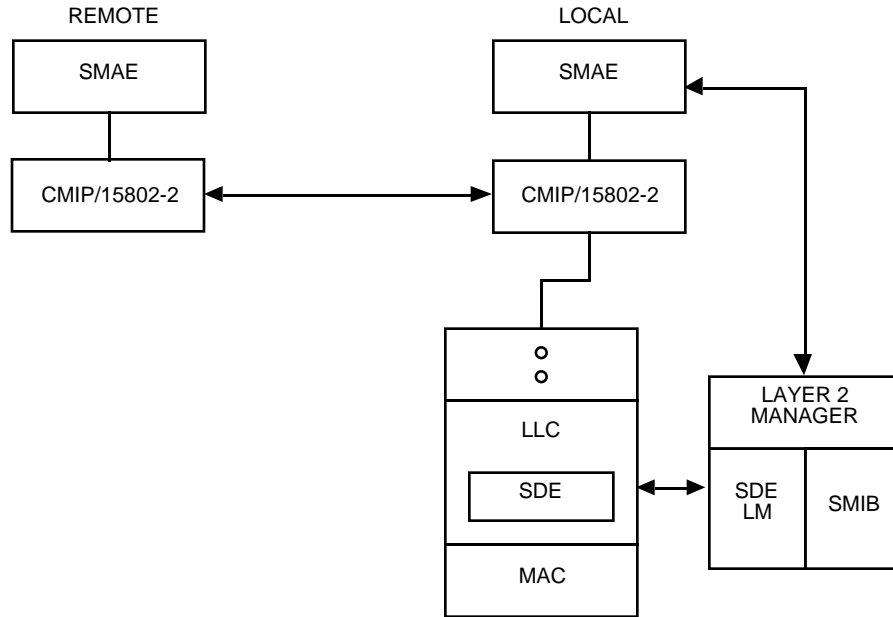 REMOTE
LOCAL
SMAE
SMAE
CMIP/15802-2
CMIP/15802-2
LAYER 2
MANAGER
LLC
SDE
SDE
LM
SMIB
MAC